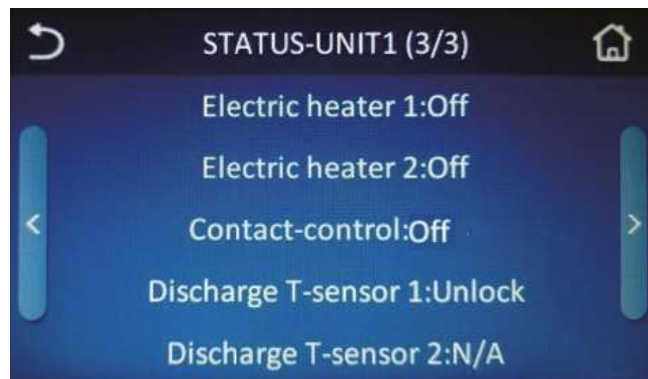 STATUS-UNIT1 (3/3)
Electric heater 1:Off
Electric heater 2:Off
Contact-control:Off
Discharge T-sensor 1:Unlock
Discharge T-sensor 2:N/A